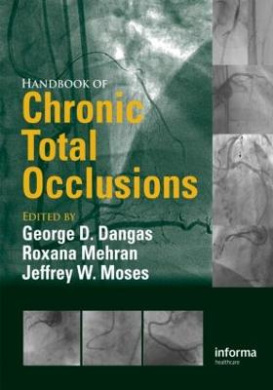 HANDBOOK OF
Chronic
Total
Occlusions
EDITED BY
George D. Dangas
Roxana Mehran
Jeffrey W. Moses
informa
healthcare